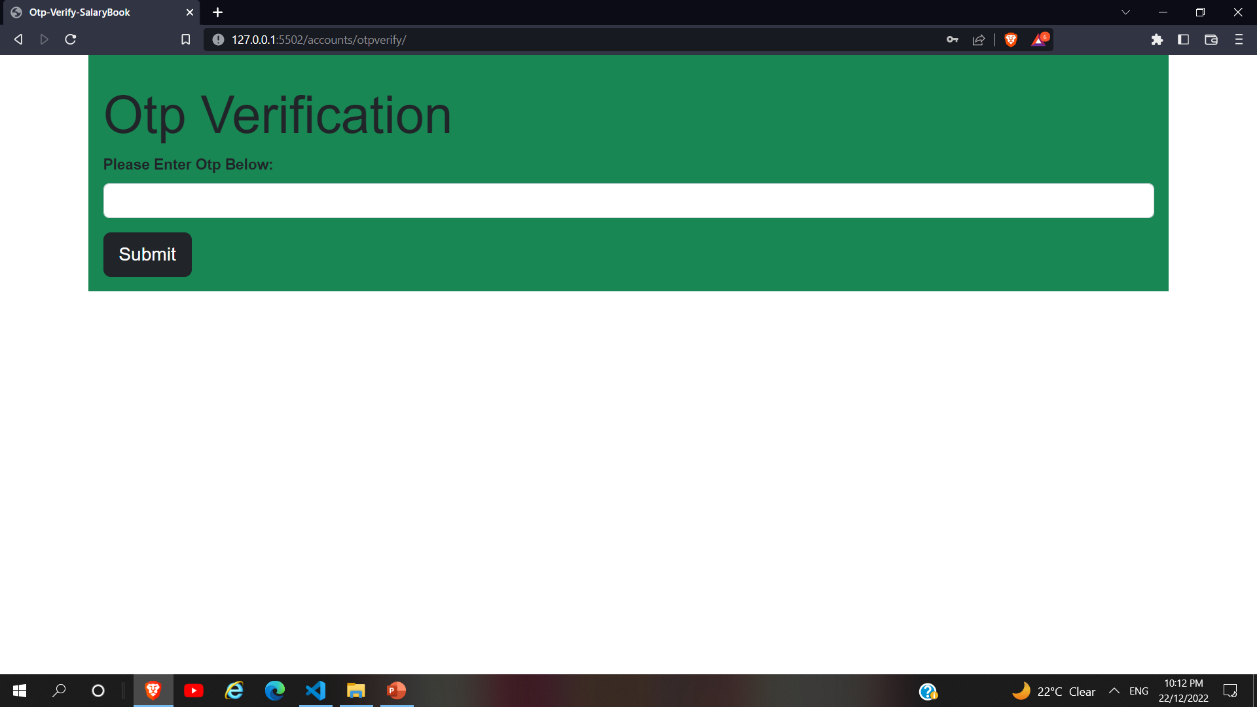 Otp-Verify-SalaryBook
127.0.0.1:5502/accounts/otpverify/
Otp Verification
Please Enter Otp Below:
Submit
22°C Clear
ENG
10:12 PM
22/12/2022